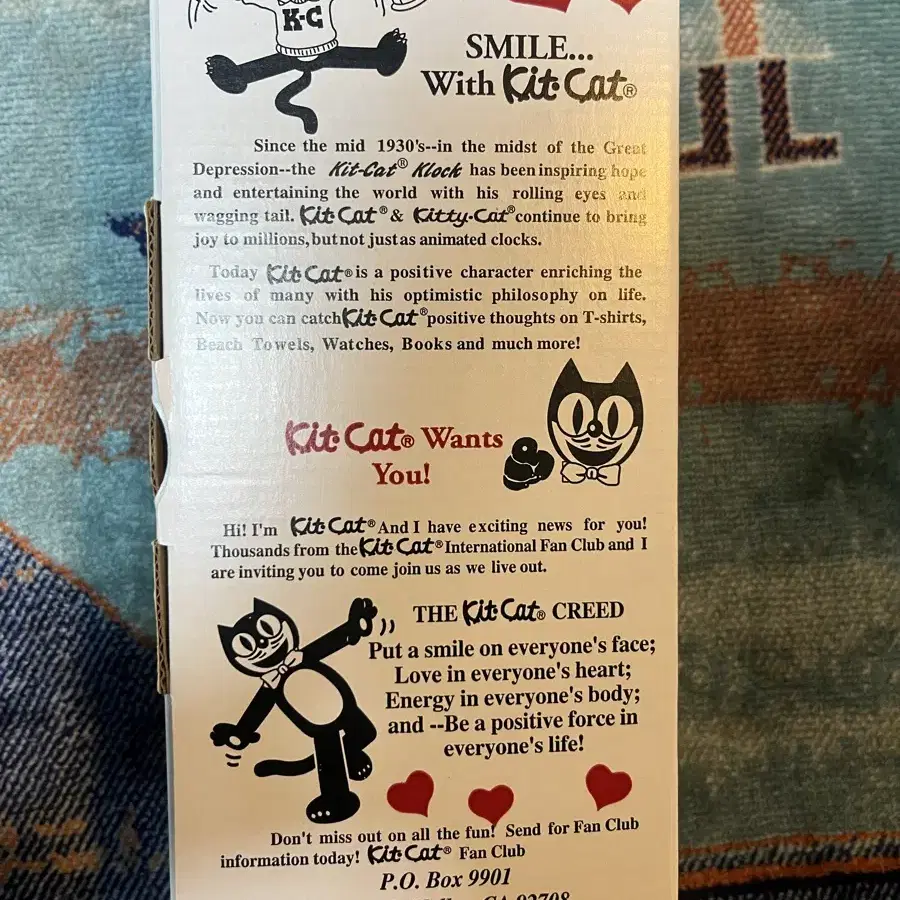 K-C
SMILE...
With Kit·Cat®
Since the mid 1930's--in the midst of the Great
Depression--the Kit-Cat® Klock has been inspiring hope
and entertaining the world with his rolling eyes and
wagging tail. Kit·Cat® & Kitty·Cat® continue to bring
joy to millions, but not just as animated clocks.
Today Kit·Cat® is a positive character enriching the
lives of many with his optimistic philosophy on life.
Now you can catch Kit·Cat® positive thoughts on T-shirts,
Beach Towels, Watches, Books and much more!
Kit·Cat® Wants
You!
Hi! I'm Kit·Cat® And I have exciting news for you!
Thousands from the Kit·Cat® International Fan Club and I
are inviting you to come join us as we live out.
THE Kit·Cat® CREED
Put a smile on everyone's face;
Love in everyone's heart;
Energy in everyone's body;
and --Be a positive force in
everyone's life!
Don't miss out on all the fun! Send for Fan Club
information today! Kit·Cat® Fan Club
P.O. Box 9901
CA 92708